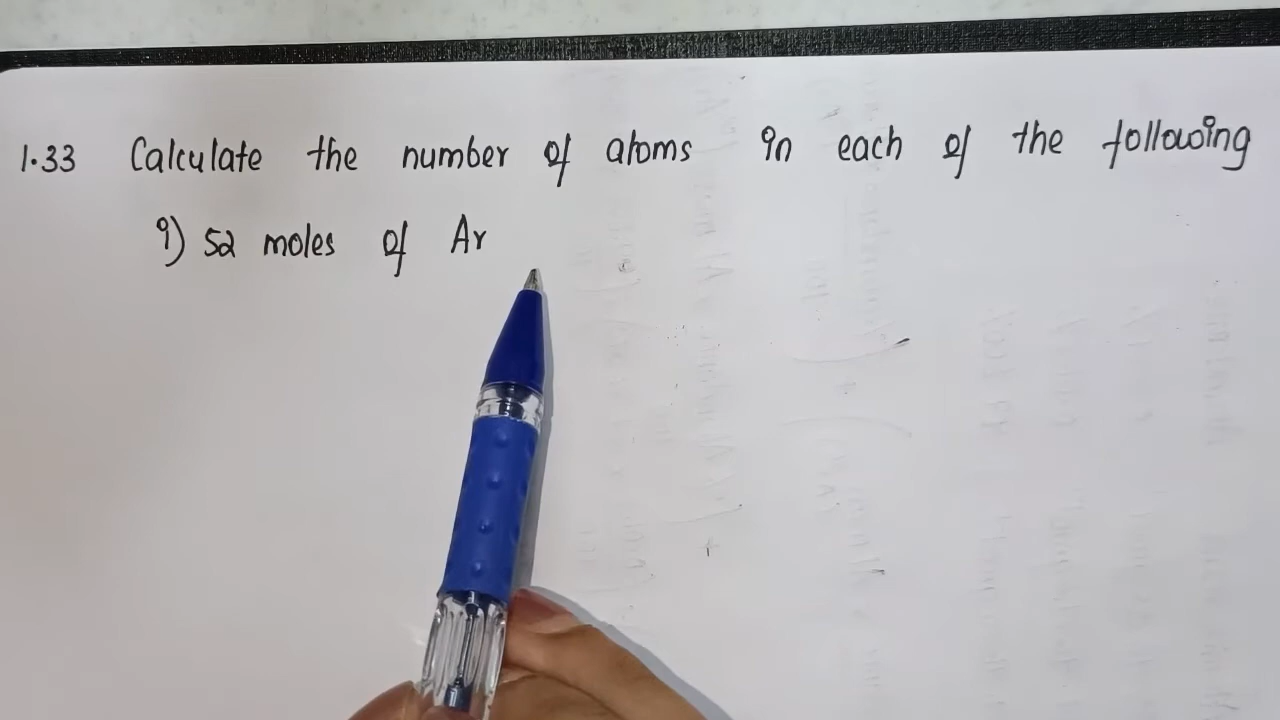 1.33 Calculate the number of atoms in each of the following
i) 52 moles of Ar